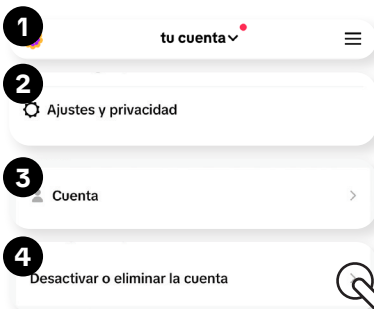 1
tu cuenta
2
Ajustes y privacidad
3
Cuenta
4
Desactivar o eliminar la cuenta